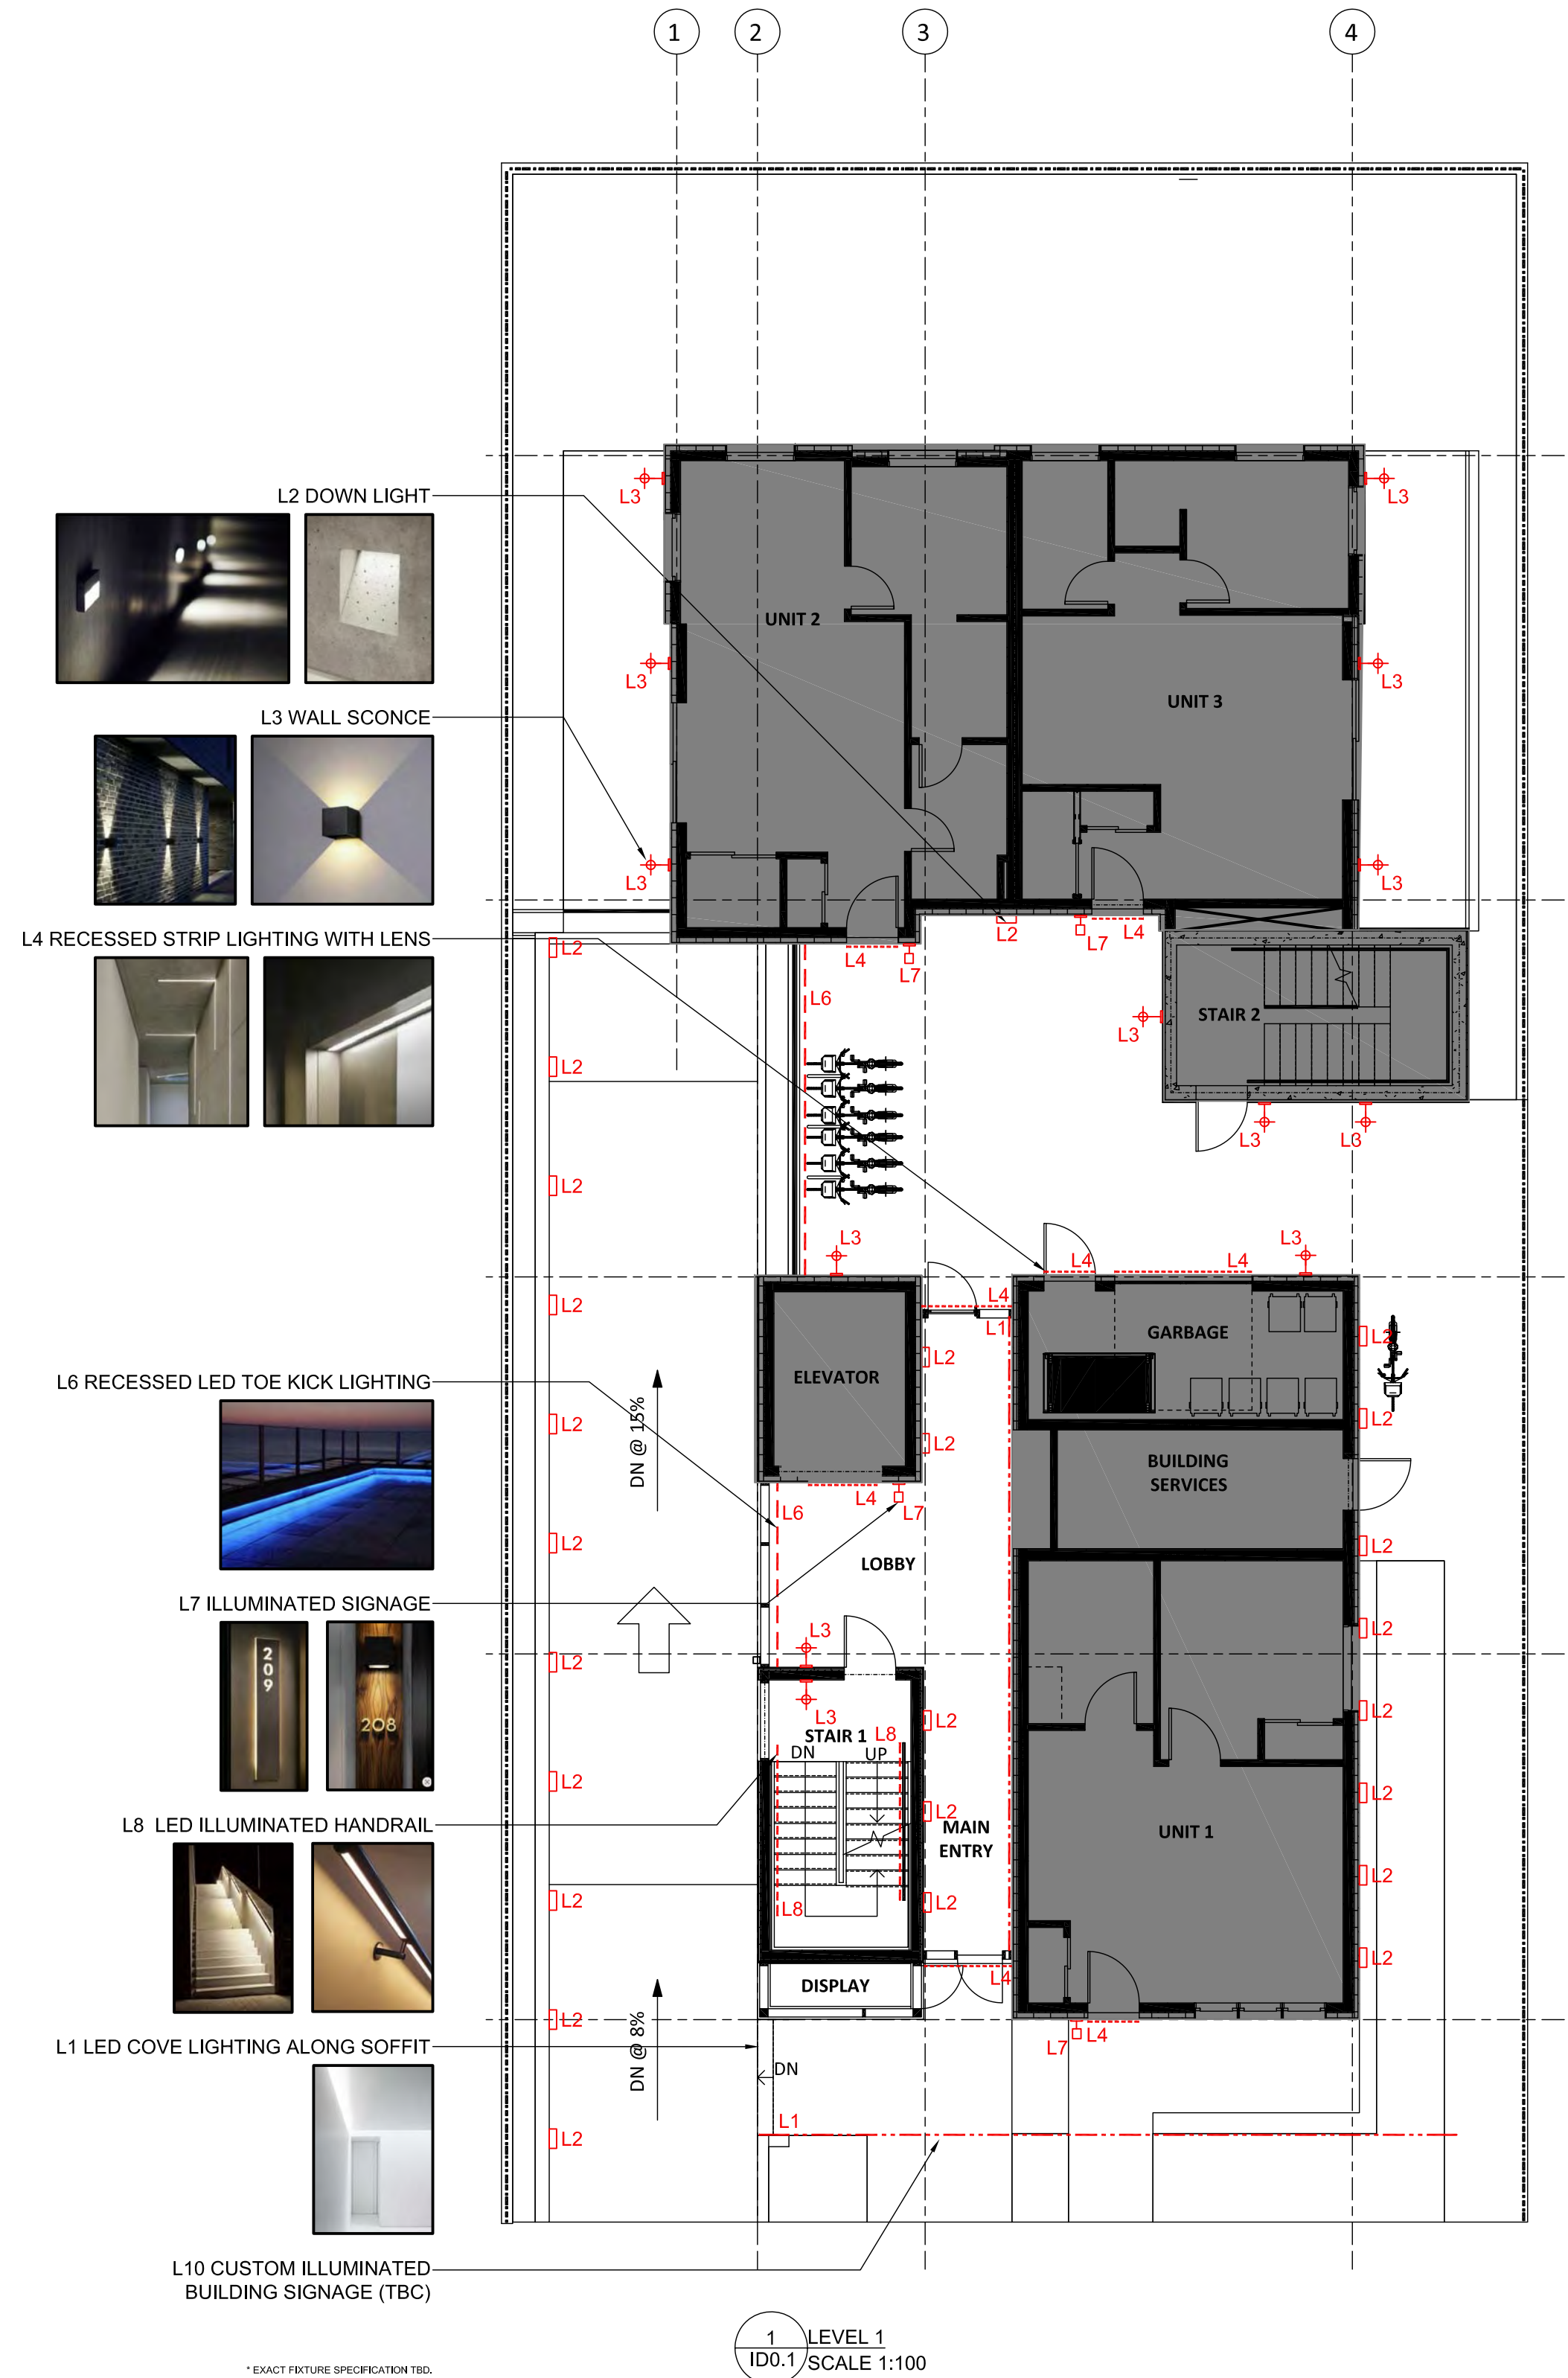 1
2
3
4
L2 DOWN LIGHT
L3
L3
UNIT 2
L3
L3
UNIT 3
L3 WALL SCONCE
L3
L3
L4 RECESSED STRIP LIGHTING WITH LENS
L2
L4
L7
L2
L7
L4
L6
STAIR 2
L3
L2
L3
L3
L2
L3
L3
L4
L4
L2
L4
L1
GARBAGE
L2
L2
ELEVATOR
L6 RECESSED LED TOE KICK LIGHTING
L2
L2
L2
DN @ 15%
BUILDING
SERVICES
L6
L4
L7
L2
L2
LOBBY
L7 ILLUMINATED SIGNAGE
209
208
L3
L2
L2
L3
STAIR 1
L8
L2
L2
DN
UP
L2
L2
L8 LED ILLUMINATED HANDRAIL
L2
MAIN
ENTRY
UNIT 1
L2
L8
L2
L2
L2
L4
DISPLAY
L2
L1 LED COVE LIGHTING ALONG SOFFIT
DN @ 8%
L7
L4
DN
L1
L2
L10 CUSTOM ILLUMINATED
BUILDING SIGNAGE (TBC)
1
ID0.1
LEVEL 1
SCALE 1:100
* EXACT FIXTURE SPECIFICATION TBD.